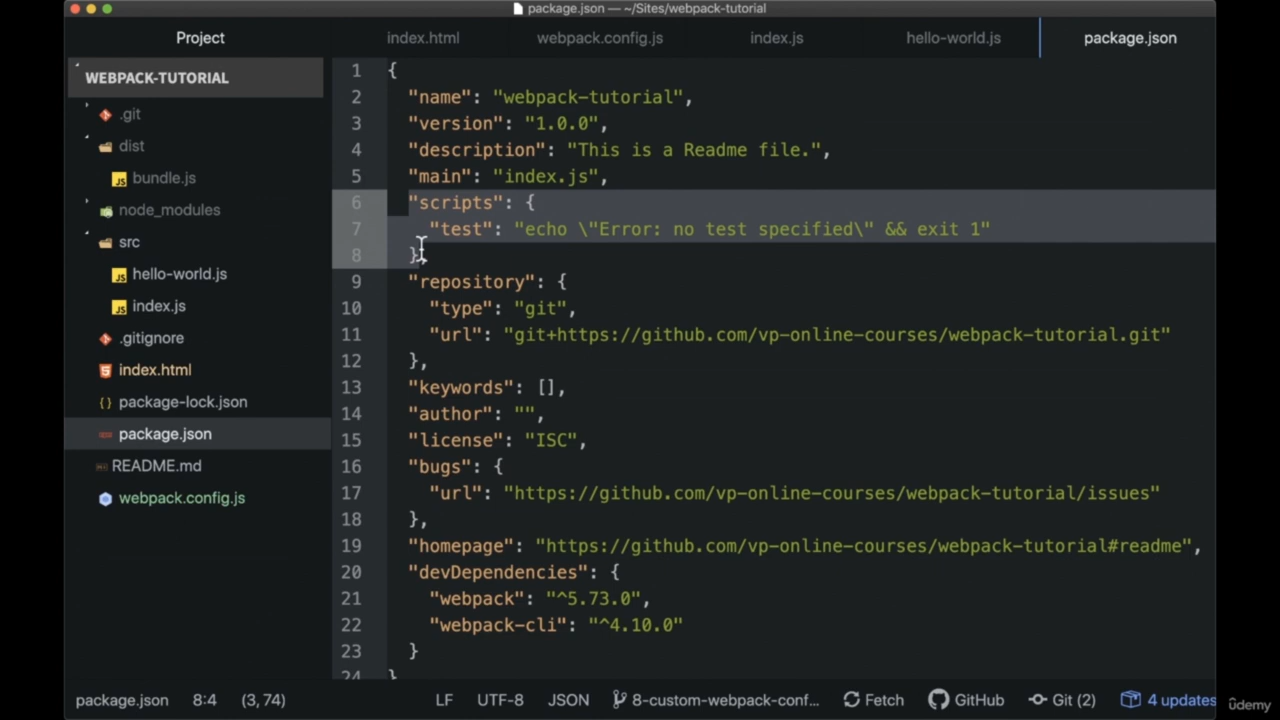 package.json — ~/Sites/webpack-tutorial
Project
index.html
webpack.config.js
index.js
hello-world.js
package.json
WEBPACK-TUTORIAL
.git
dist
bundle.js
node_modules
src
hello-world.js
index.js
.gitignore
index.html
package-lock.json
package.json
README.md
webpack.config.js
1 {
2 "name": "webpack-tutorial",
3 "version": "1.0.0",
4 "description": "This is a Readme file.",
5 "main": "index.js",
6 "scripts": {
7 "test": "echo \"Error: no test specified\" && exit 1"
8 },
9 "repository": {
10 "type": "git",
11 "url": "git+https://github.com/vp-online-courses/webpack-tutorial.git"
12 },
13 "keywords": [],
14 "author": "",
15 "license": "ISC",
16 "bugs": {
17 "url": "https://github.com/vp-online-courses/webpack-tutorial/issues"
18 },
19 "homepage": "https://github.com/vp-online-courses/webpack-tutorial#readme",
20 "devDependencies": {
21 "webpack": "^5.73.0",
22 "webpack-cli": "^4.10.0"
23 }
24 }
package.json 8:4 (3, 74) LF UTF-8 JSON 8-custom-webpack-conf... Fetch GitHub Git (2) 4 updates
ûdemy